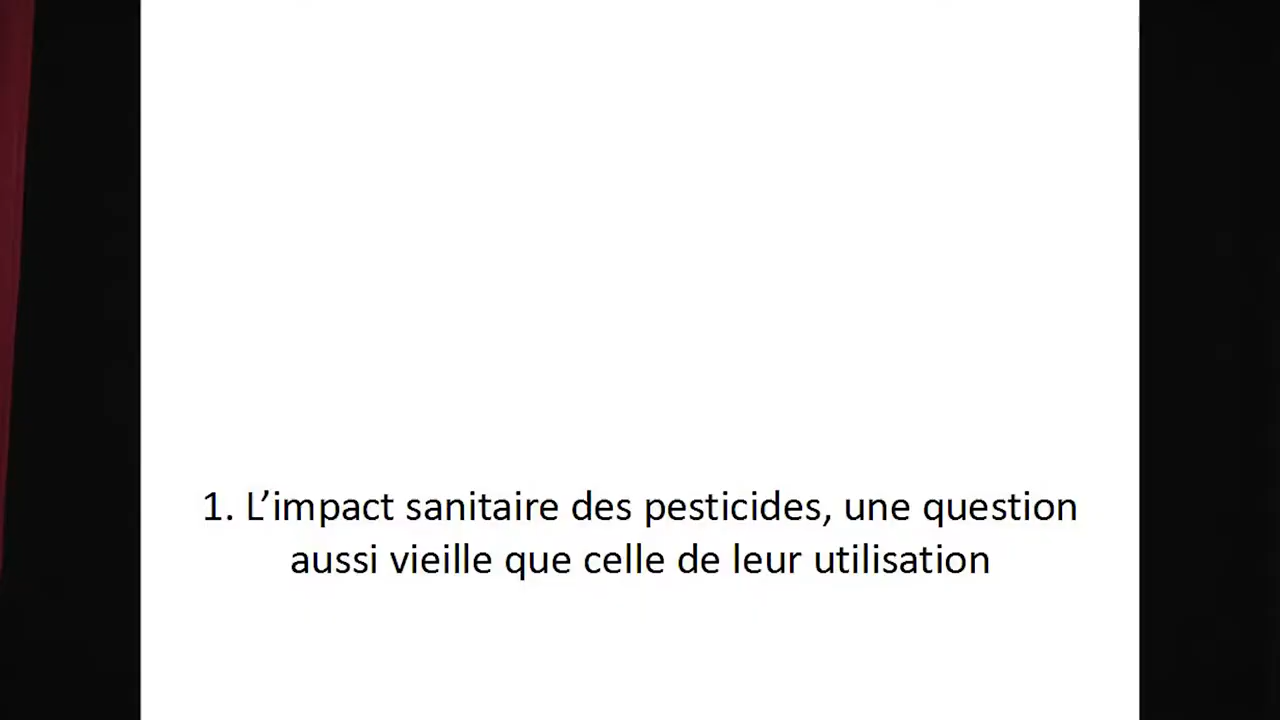 1. L’impact sanitaire des pesticides, une question
aussi vieille que celle de leur utilisation